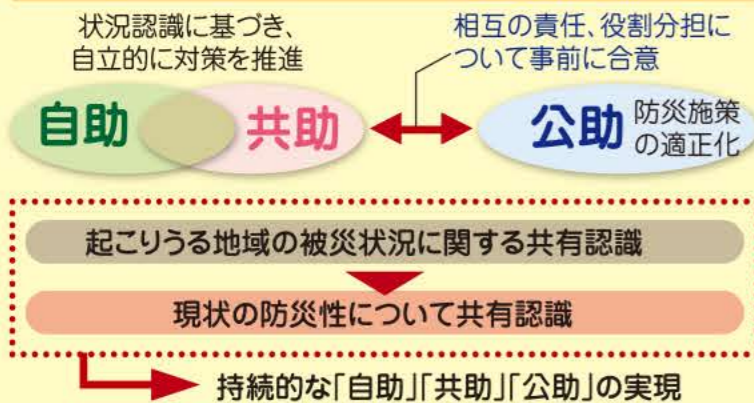 状況認識に基づき、
自立的に対策を推進
相互の責任、役割分担に
ついて事前に合意
自助
共助
公助
防災施策
の適正化
起こりうる地域の被災状況に関する共有認識
現状の防災性について共有認識
持続的な「自助」「共助」「公助」の実現